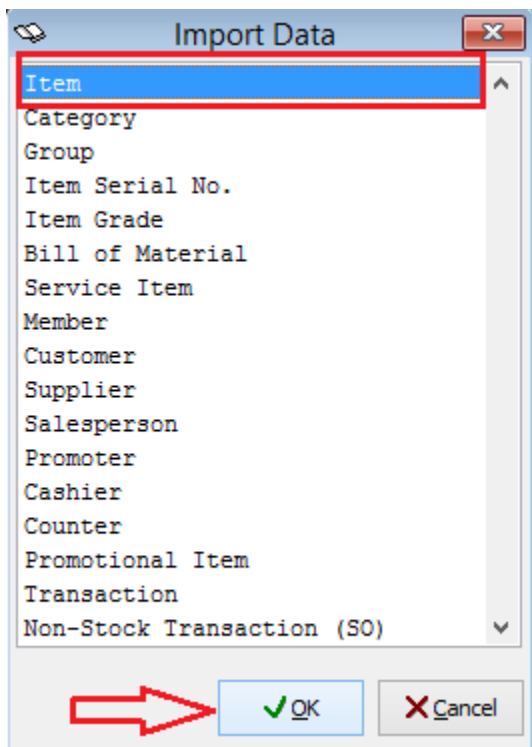 Import Data
Item
Category
Group
Item Serial No.
Item Grade
Bill of Material
Service Item
Member
Customer
Supplier
Salesperson
Promoter
Cashier
Counter
Promotional Item
Transaction
Non-Stock Transaction (SO)
OK Cancel